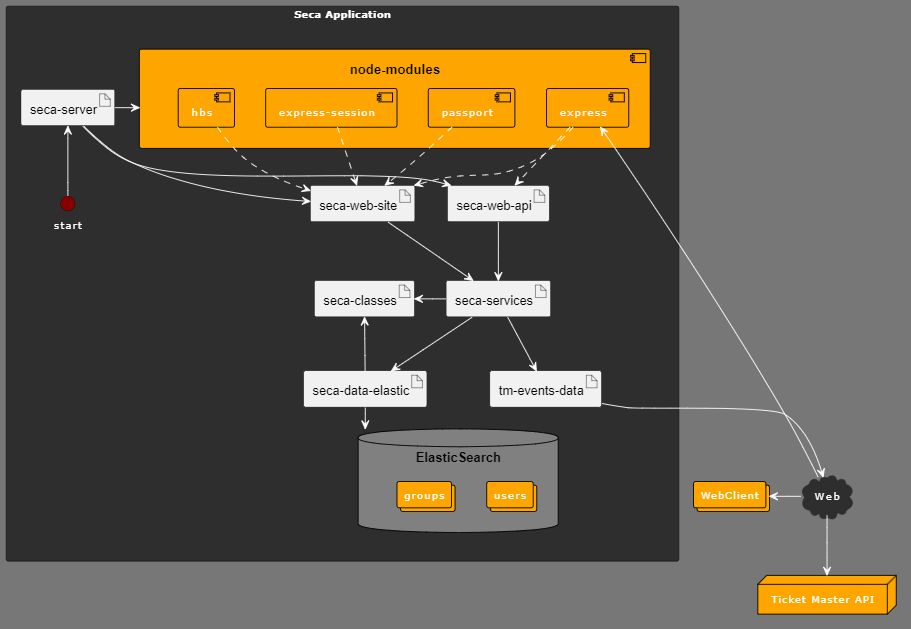 Seca Application
node-modules
seca-server
hbs
express-session
passport
express
start
seca-web-site
seca-web-api
seca-classes
seca-services
seca-data-elastic
tm-events-data
ElasticSearch
groups
users
WebClient
Web
Ticket Master API